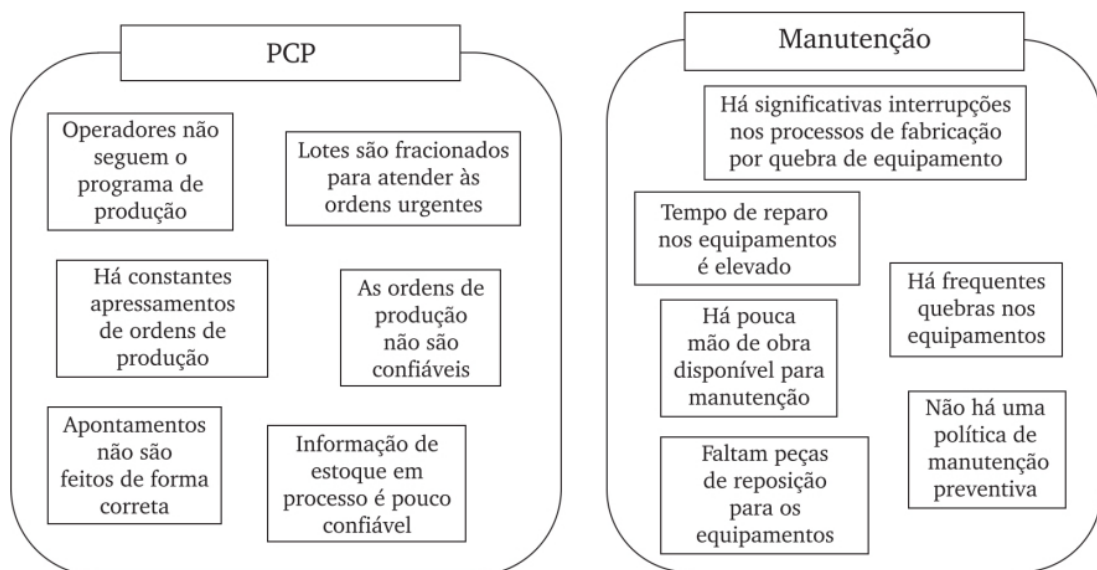 PCP
Operadores não
seguem o
programa de
produção
Lotes são fracionados
para atender às
ordens urgentes
Há constantes
apressamentos
de ordens de
produção
As ordens de
produção
não são
confiáveis
Apontamentos
não são
feitos de forma
correta
Informação de
estoque em
processo é pouco
confiável
Manutenção
Há significativas interrupções
nos processos de fabricação
por quebra de equipamento
Tempo de reparo
nos equipamentos
é elevado
Há frequentes
quebras nos
equipamentos
Há pouca
mão de obra
disponível para
manutenção
Não há uma
política de
manutenção
preventiva
Faltam peças
de reposição
para os
equipamentos